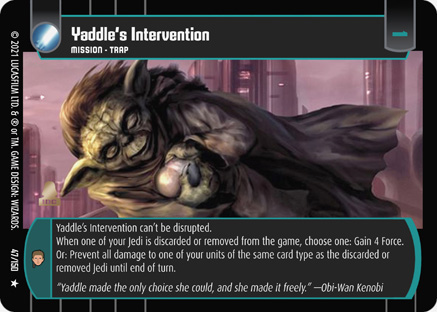 Yaddle's Intervention
MISSION - TRAP
Yaddle's Intervention can't be disrupted.
When one of your Jedi is discarded or removed from the game, choose one: Gain 4 Force.
Or: Prevent all damage to one of your units of the same card type as the discarded or
removed Jedi until end of turn.
"Yaddle made the only choice she could, and she made it freely." —Obi-Wan Kenobi
© 2021 LUCASFILM LTD. & ® or TM. GAME DESIGN: WIZARDS.
47/150